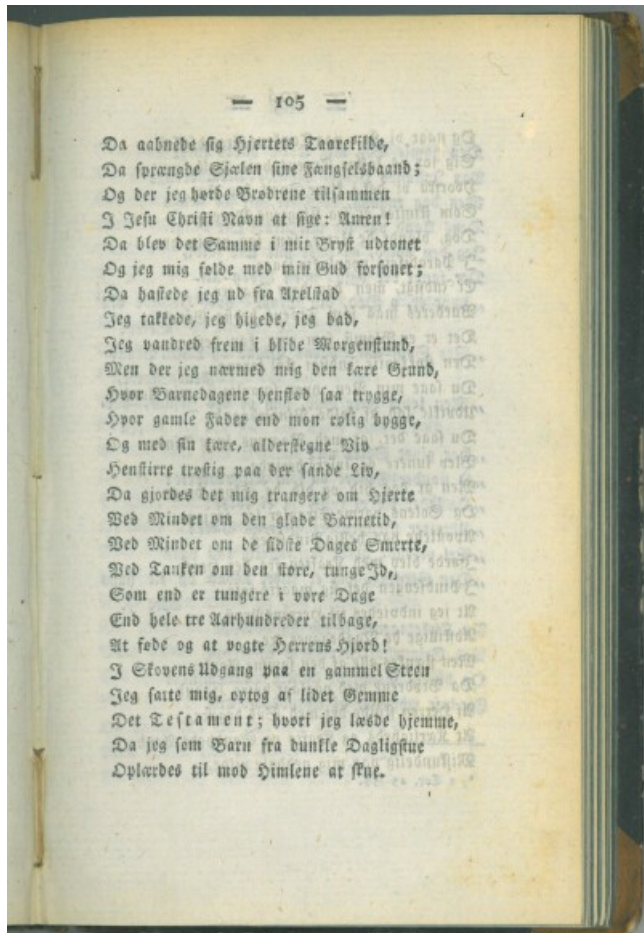 — 105 —
Da aabnede sig Hjertets Taarekilde,
Da sprængde Sjælen sine Fængselsbaand;
Og der jeg hørde Brødrene tilsammen
I Jesu Christi Navn at sige: Amen!
Da blev det Samme i mit Bryst udtonet
Og jeg mig følde med min Gud forsonet;
Da hastede jeg ud fra Axelstad
Jeg takkede, jeg higede, jeg bad,
Jeg vandred frem i blide Morgenstund,
Men der jeg nærmed mig den kære Grund,
Hvor Barnedagene henflød saa trygge,
Hvor gamle Fader end mon rolig bygge,
Og med sin kære, alderstegne Viv
Henstirre trøstig paa der sande Liv,
Da gjordes det mig trangere om Hjerte
Ved Mindet om den glade Barnetid,
Ved Mindet om de sidste Dages Smerte,
Ved Tanken om den store, tunge Id,
Som end er tungere i vore Dage
End hele tre Aarhundreder tilbage,
At føde og at vogte Herrens Hjord!
I Skovens Udgang paa en gammel Steen
Jeg satte mig, optog af lidet Gemme
Det Testament; hvori jeg læsde hjemme,
Da jeg som Barn fra dunkle Dagligstue
Oplærdes til mod Himlene at skue.